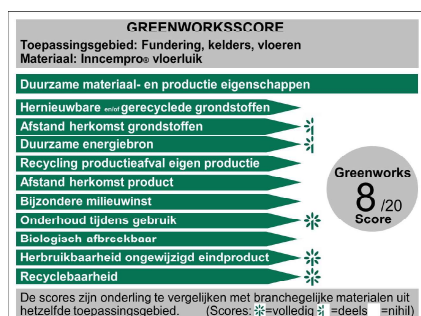 GREENWORKSSCORE
Toepassingsgebied: Fundering, kelders, vloeren
Materiaal: Inncempro® vloerluik
Duurzame materiaal- en productie eigenschappen
Hernieuwbare en/of gerecyclede grondstoffen
Afstand herkomst grondstoffen
Duurzame energiebron
Recycling productieafval eigen productie
Afstand herkomst product
Bijzondere milieuwinst
Onderhoud tijdens gebruik
Biologisch afbreekbaar
Herbruikbaarheid ongewijzigd eindproduct
Recyclebaarheid
Greenworks
8 /20
Score
De scores zijn onderling te vergelijken met branchegelijke materialen uit
hetzelfde toepassingsgebied. (Scores: =volledig =deels =nihil)